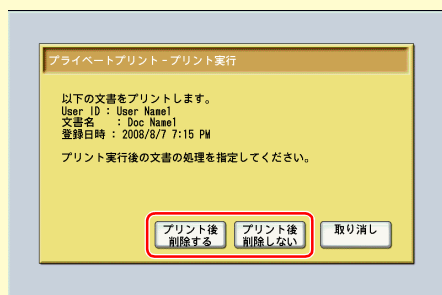 プライベートプリント－プリント実行
以下の文書をプリントします。
User ID : User Name1
文書名　 : Doc Name1
登録日時 : 2008/8/7 7:15 PM
プリント実行後の文書の処理を指定してください。
プリント後
削除する
プリント後
削除しない
取り消し